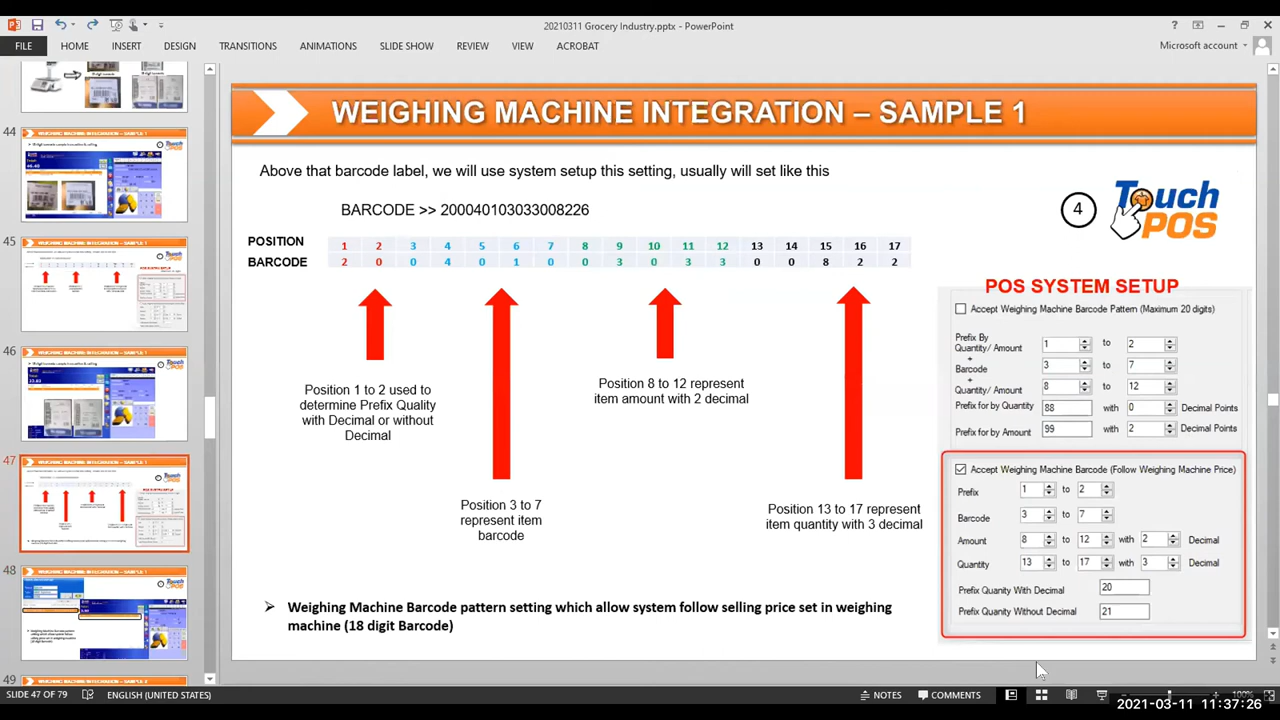 20210311 Grocery Industry.pptx - PowerPoint
FILE HOME INSERT DESIGN TRANSITIONS ANIMATIONS SLIDE SHOW REVIEW VIEW ACROBAT Microsoft account
44
45
46
47
48
49
WEIGHING MACHINE INTEGRATION – SAMPLE 1
Above that barcode label, we will use system setup this setting, usually will set like this
BARCODE >> 200040103033008226
4
Touch
POS
POSITION 1 2 3 4 5 6 7 8 9 10 11 12 13 14 15 16 17
BARCODE 2 0 0 4 0 1 0 0 3 0 3 3 0 0 8 2 2
Position 1 to 2 used to
determine Prefix Quality
with Decimal or without
Decimal
Position 3 to 7
represent item
barcode
Position 8 to 12 represent
item amount with 2 decimal
Position 13 to 17 represent
item quantity with 3 decimal
POS SYSTEM SETUP
Accept Weighing Machine Barcode Pattern (Maximum 20 digits)
Prefix By
Quantity/ Amount 1 to 2
+
Barcode 3 to 7
+
Quantity/ Amount 8 to 12
Prefix for by Quantity 88 with 0 Decimal Points
Prefix for by Amount 99 with 2 Decimal Points
Accept Weighing Machine Barcode (Follow Weighing Machine Price)
Prefix 1 to 2
Barcode 3 to 7
Amount 8 to 12 with 2 Decimal
Quantity 13 to 17 with 3 Decimal
Prefix Quanity With Decimal 20
Prefix Quanity Without Decimal 21
➢ Weighing Machine Barcode pattern setting which allow system follow selling price set in weighing
machine (18 digit Barcode)
SLIDE 47 OF 79 ENGLISH (UNITED STATES) NOTES COMMENTS 100%
2021-03-11 11:37:26